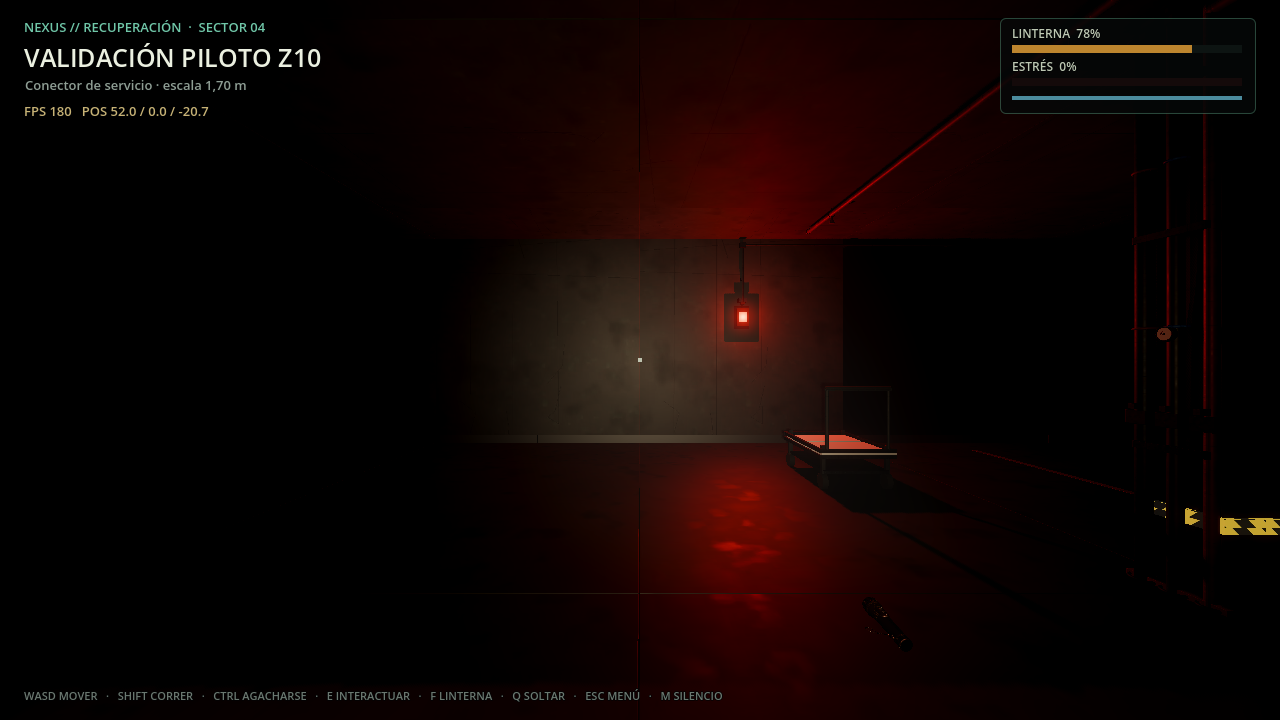 NEXUS // RECUPERACIÓN · SECTOR 04
VALIDACIÓN PILOTO Z10
Conector de servicio · escala 1,70 m
FPS 180 POS 52.0 / 0.0 / -20.7
LINTERNA 78%
ESTRÉS 0%
WASD MOVER · SHIFT CORRER · CTRL AGACHARSE · E INTERACTUAR · F LINTERNA · Q SOLTAR · ESC MENÚ · M SILENCIO